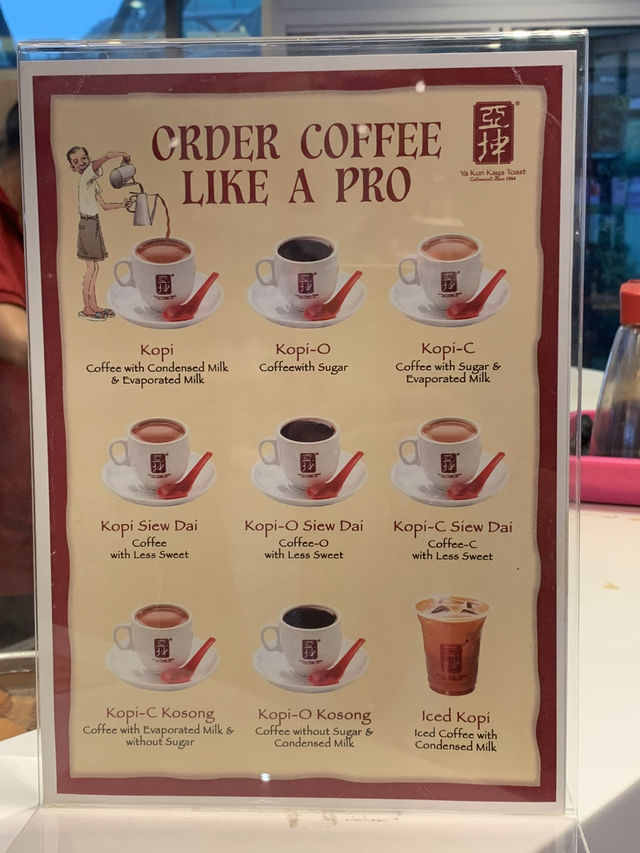 亞坤
ORDER COFFEE
LIKE A PRO
Ya Kun Kaya Toast
Coffeestall since 1944
Kopi
Coffee with Condensed Milk
& Evaporated Milk
Kopi-O
Coffeewith Sugar
Kopi-C
Coffee with Sugar &
Evaporated Milk
Kopi Siew Dai
Coffee
with Less Sweet
Kopi-O Siew Dai
Coffee-O
with Less Sweet
Kopi-C Siew Dai
Coffee-C
with Less Sweet
Kopi-C Kosong
Coffee with Evaporated Milk &
without Sugar
Kopi-O Kosong
Coffee without Sugar &
Condensed Milk
Iced Kopi
Iced Coffee with
Condensed Milk